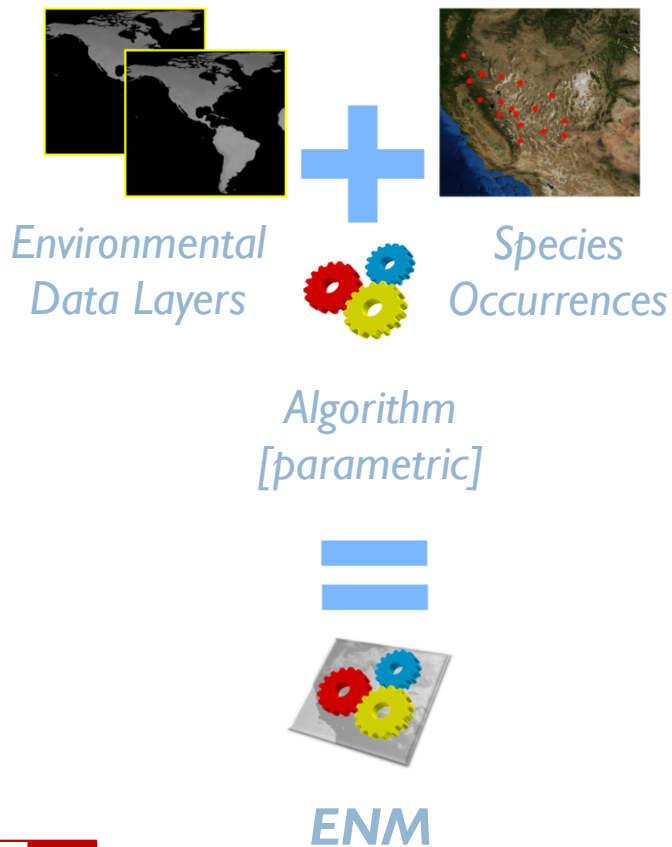 Environmental
Data Layers
Species
Occurrences
Algorithm
[parametric]
ENM